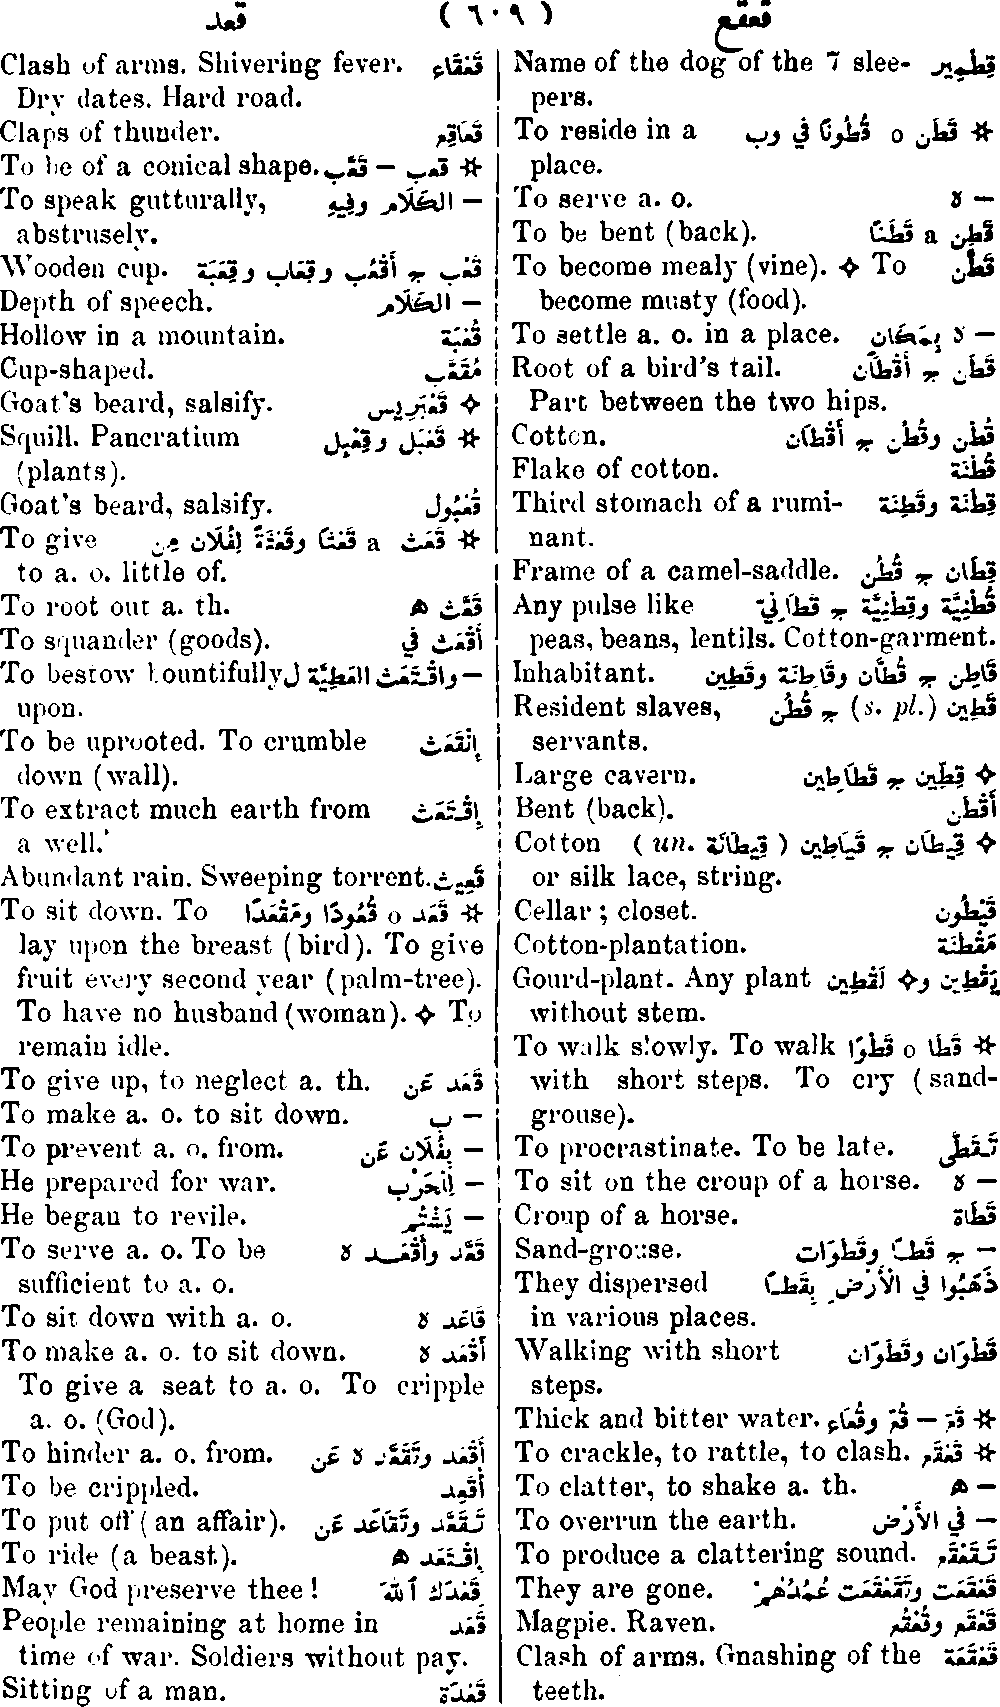 قعد (٦٠٩) قعقع
Name of the dog of the 7 slee- قِطْمِير
pers.
To reside in a ✲ قَطَن o قُطُونًا في وب
place.
To serve a. o. — ه
To be bent (back). قَطِن a قَطَنًا
To become mealy (vine). ✧ To قَطَّن
become musty (food).
To settle a. o. in a place. — ه بِمَكَان
Root of a bird's tail. قَطَن ج أَقْطَان
Part between the two hips.
Cotton. قُطْن وقُطُن ج أَقْطَان
Flake of cotton. قُطْنَة
Third stomach of a rumi- قِطْنَة وقَطِنَة
nant.
Frame of a camel-saddle. قِطَان ج قُطُن
Any pulse like قُطْنِيَّة وقِطْنِيَّة ج قَطَانِيّ
peas, beans, lentils. Cotton-garment.
Inhabitant. قَاطِن ج قُطَّان وقَاطِنَة وقَطِين
Resident slaves, قَطِين (s. pl.) ج قُطُن
servants.
Large cavern. ✧ قِطِّين ج قَطَاطِين
Bent (back). أَقْطَن
Cotton ✧ قِيطَان ج قَيَاطِين (un. قِيطَانَة)
or silk lace, string.
Cellar ; closet. قَيْطُون
Cotton-plantation. مَقْطَنَة
Gourd-plant. Any plant يَقْطِين و✧ لَقْطِين
without stem.
To walk slowly. To walk ✲ قَطَا o قَطْوًا
with short steps. To cry (sand-
grouse).
To procrastinate. To be late. تَقَطَّى
To sit on the croup of a horse. — ه
Croup of a horse. قَطَاة
Sand-grouse. — ج قَطًا وقَطَوَات
They dispersed ذَهَبُوا في الْأَرْضِ بِقَطًا
in various places.
Walking with short قَطْوَان وقَطَوَان
steps.
Thick and bitter water. ✲ قَعّ — قُعّ وقُعَاع
To crackle, to rattle, to clash. ✲ قَعْقَع
To clatter, to shake a. th. — ه
To overrun the earth. — في الأَرْض
To produce a clattering sound. تَقَعْقَع
They are gone. قَعْقَعَت وتَقَعْقَعَت عُمُدُهُمْ
Magpie. Raven. قَعْقَع وقُعْقُع
Clash of arms. Gnashing of the قَعْقَعَة
teeth.
Clash of arms. Shivering fever. قَعْقَاع
Dry dates. Hard road.
Claps of thunder. قَعَاقِع
To be of a conical shape. ✲ قعب — قَعَّب
To speak gutturally, — الكَلَامَ وفِيهِ
abstrusely.
Wooden cup. قَعْب ج أَقْعُب وقِعَاب وقِعَبَة
Depth of speech. — الكَلَام
Hollow in a mountain. قُعْبَة
Cup-shaped. مُقَعَّب
Goat's beard, salsify. ✧ قَعْبَرِيس
Squill. Pancratium ✲ قَعْبَل وقِعْبِل
(plants).
Goat's beard, salsify. قُعْبُول
To give ✲ قَعَث a قَعْثًا وقَعْثَةً لِفُلَان مِن
to a. o. little of.
To root out a. th. قَعَّث ه
To squander (goods). أَقْعَث في
To bestow bountifully — واقْتَعَث العَطِيَّة ل
upon.
To be uprooted. To crumble إِنْقَعَث
down (wall).
To extract much earth from إِقْتَعَث
a well.
Abundant rain. Sweeping torrent. قَعِيث
To sit down. To ✲ قَعَد o قُعُودًا ومَقْعَدًا
lay upon the breast (bird). To give
fruit every second year (palm-tree).
To have no husband (woman). ✧ To
remain idle.
To give up, to neglect a. th. قَعَد عَن
To make a. o. to sit down. — ب
To prevent a. o. from. — بِفُلَان عَن
He prepared for war. — لِلْحَرْب
He began to revile. — يَشْتُم
To serve a. o. To be قَعَّد وأَقْعَد ه
sufficient to a. o.
To sit down with a. o. قَاعَد ه
To make a. o. to sit down. أَقْعَد ه
To give a seat to a. o. To cripple
a. o. (God).
To hinder a. o. from. أَقْعَد وتَقَعَّد ه عَن
To be crippled. أُقْعِد
To put off (an affair). تَقَعَّد وتَقَاعَد عَن
To ride (a beast). إِقْتَعَد ه
May God preserve thee ! قَعْدَكَ ٱللهَ
People remaining at home in قَعَد
time of war. Soldiers without pay.
Sitting of a man. قَعْدَة